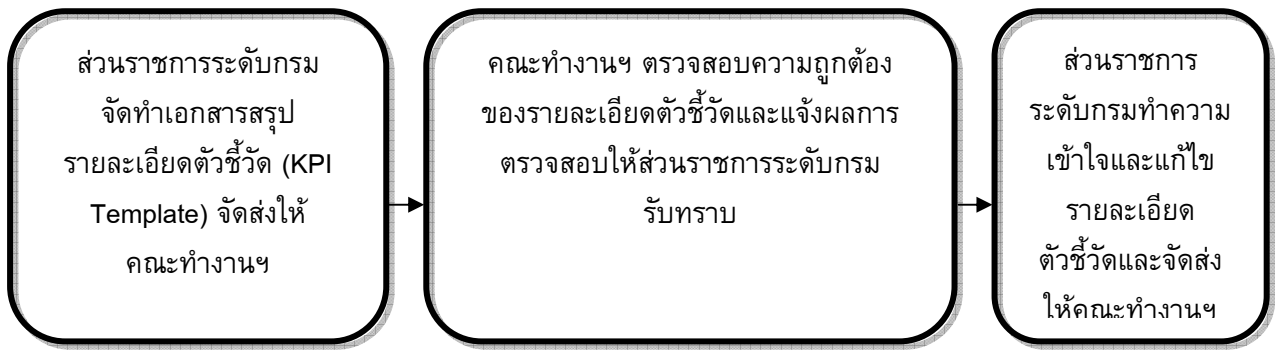 ส่วนราชการระดับกรม
จัดทำเอกสารสรุป
รายละเอียดตัวชี้วัด (KPI
Template) จัดส่งให้
คณะทำงานฯ
คณะทำงานฯ ตรวจสอบความถูกต้อง
ของรายละเอียดตัวชี้วัดและแจ้งผลการ
ตรวจสอบให้ส่วนราชการระดับกรม
รับทราบ
ส่วนราชการ
ระดับกรมทำความ
เข้าใจและแก้ไข
รายละเอียด
ตัวชี้วัดและจัดส่ง
ให้คณะทำงานฯ